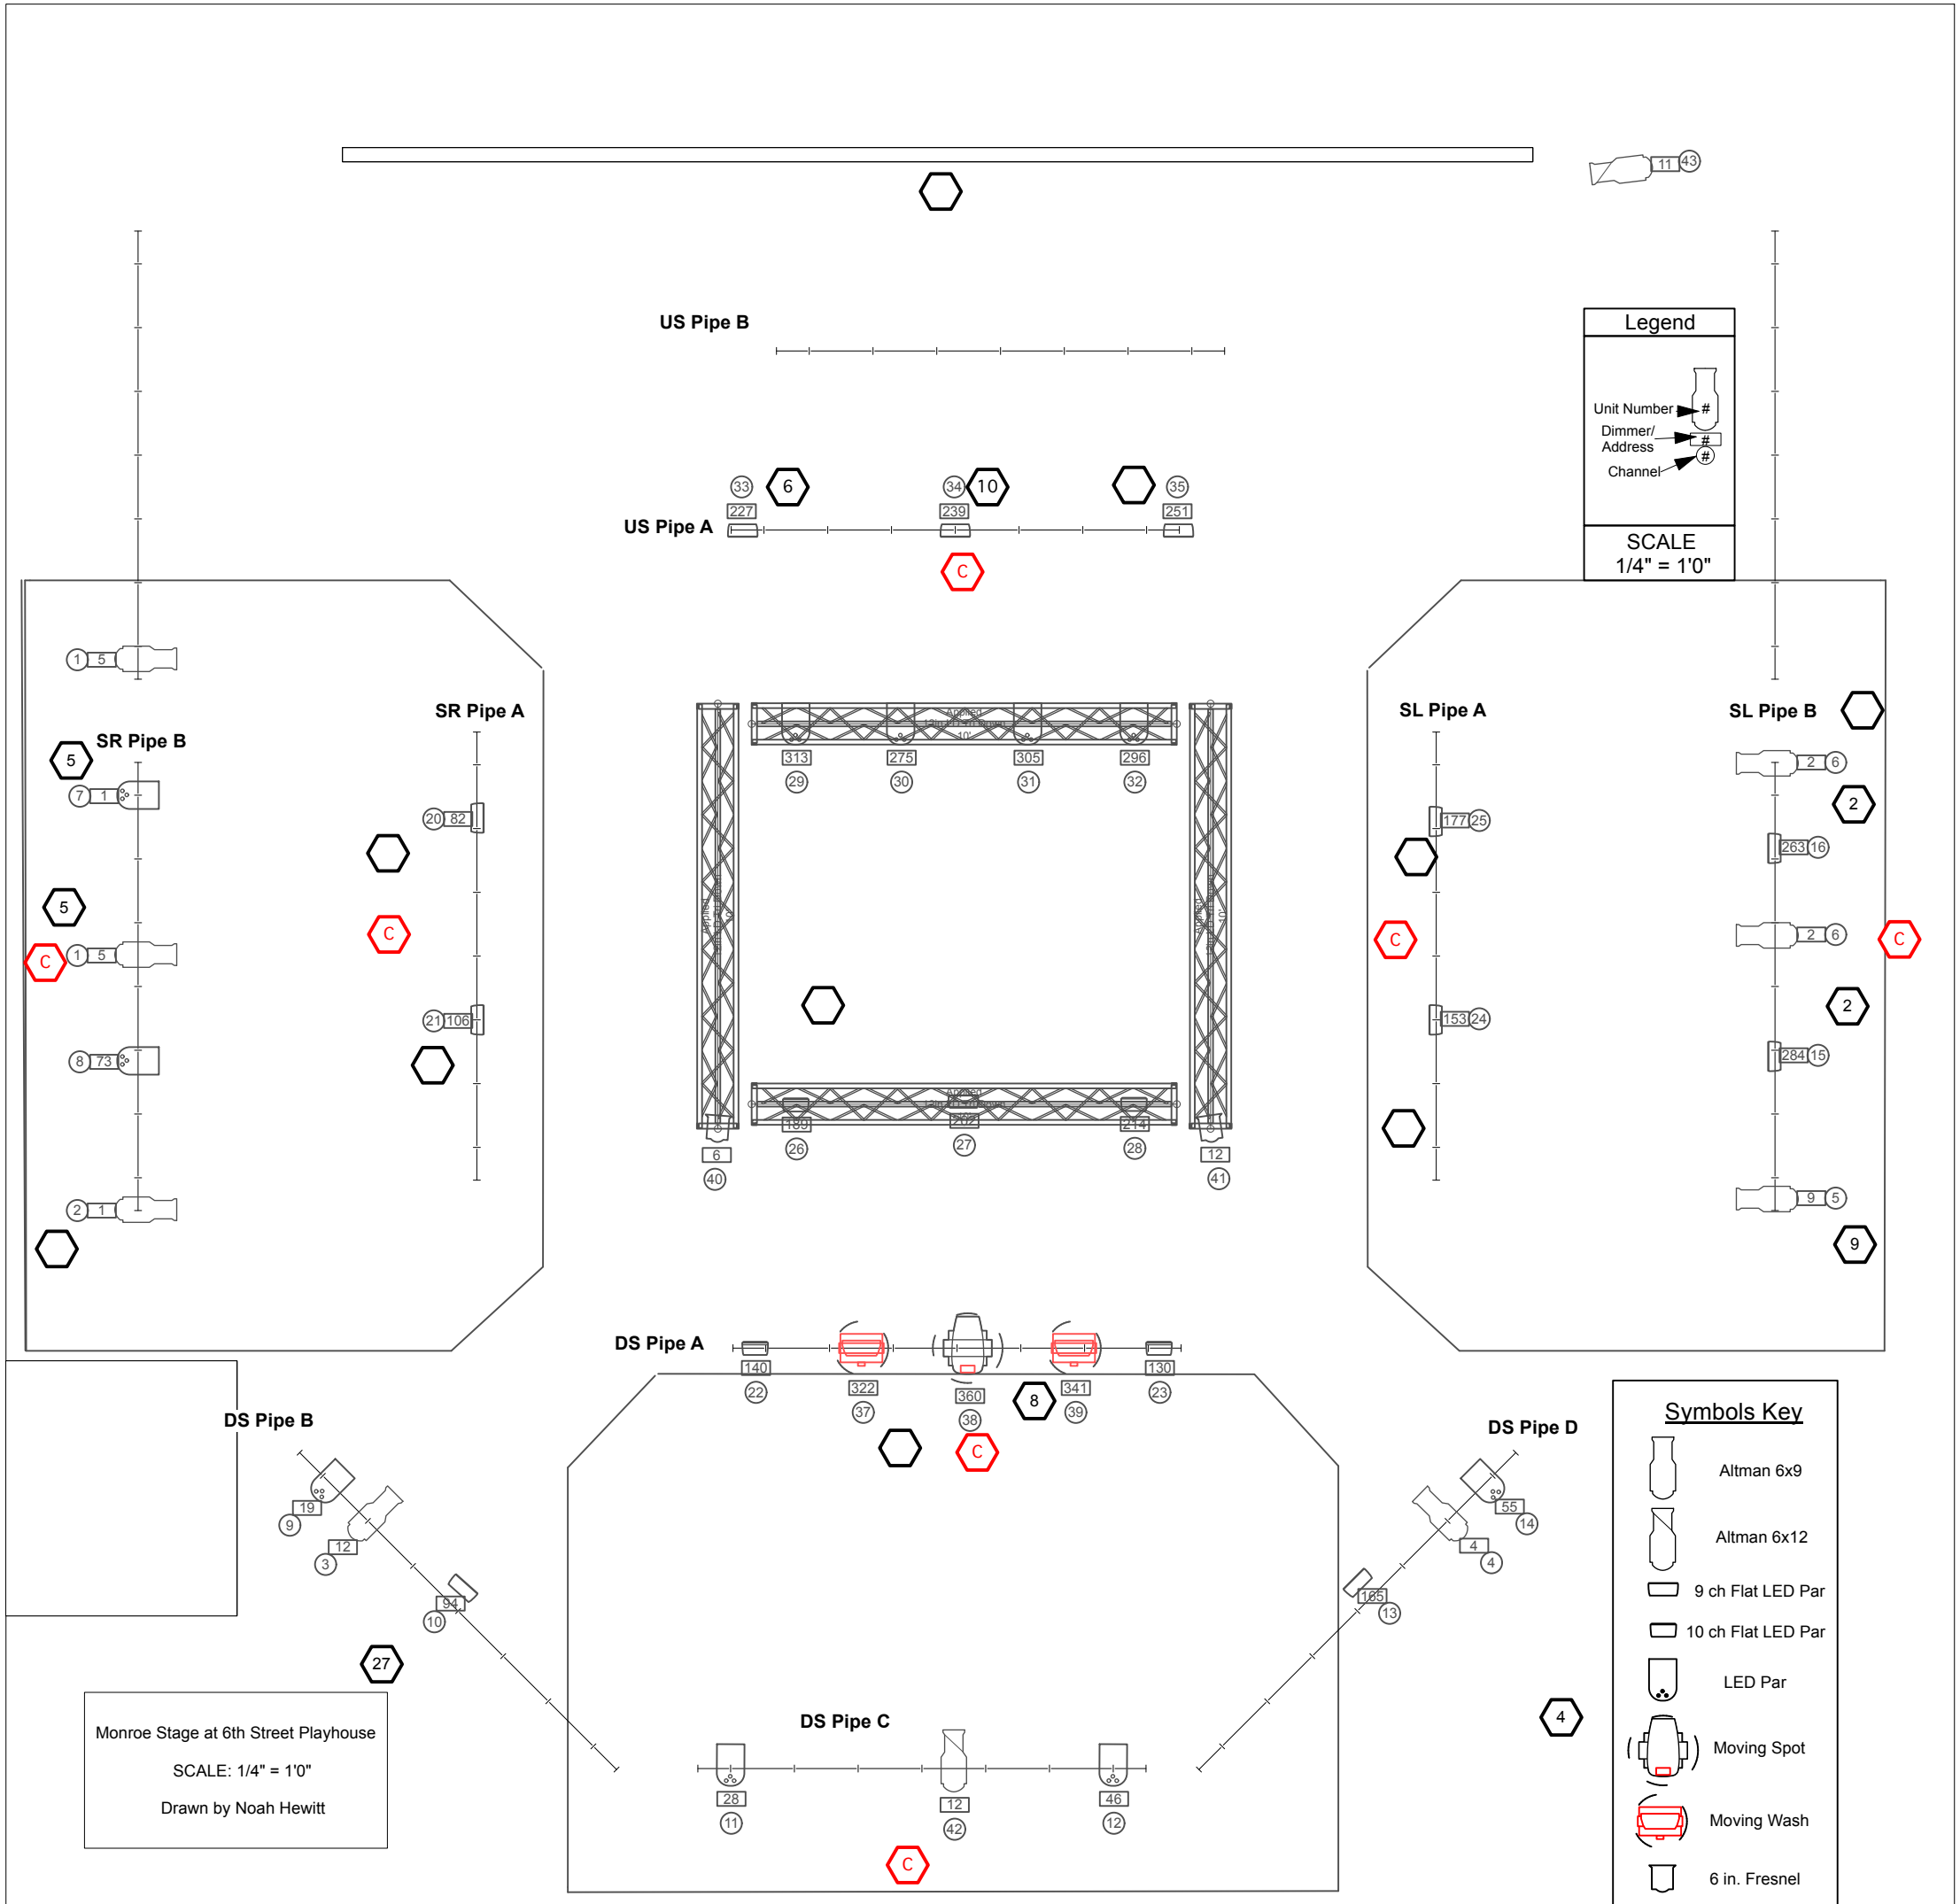 11 43
US Pipe B
Legend
Unit Number #
Dimmer/
Address #
Channel #
SCALE
1/4" = 1'0"
33 6 34 10 35
227 239 251
US Pipe A
C
1 5
SR Pipe A
SL Pipe A
SL Pipe B
SR Pipe B
5
7 1
20 82
Applied
10'
313 275 305 296
29 30 31 32
2 6
2
177 25
263 16
5
C
C
1 5
Applied
10'
C
2 6
C
2
21 106
153 24
8 73
284 15
Applied
189 202 214
26 27 28
6
40
12
41
2 1
9 5
9
DS Pipe A
140 322 360 341 130
22 37 38 39 23
8
C
DS Pipe B
19
9
12
3
94
10
27
DS Pipe D
55
14
4
4
165
13
4
DS Pipe C
28 12 46
11 42 12
C
Monroe Stage at 6th Street Playhouse
SCALE: 1/4" = 1'0"
Drawn by Noah Hewitt
Symbols Key
Altman 6x9
Altman 6x12
9 ch Flat LED Par
10 ch Flat LED Par
LED Par
Moving Spot
Moving Wash
6 in. Fresnel